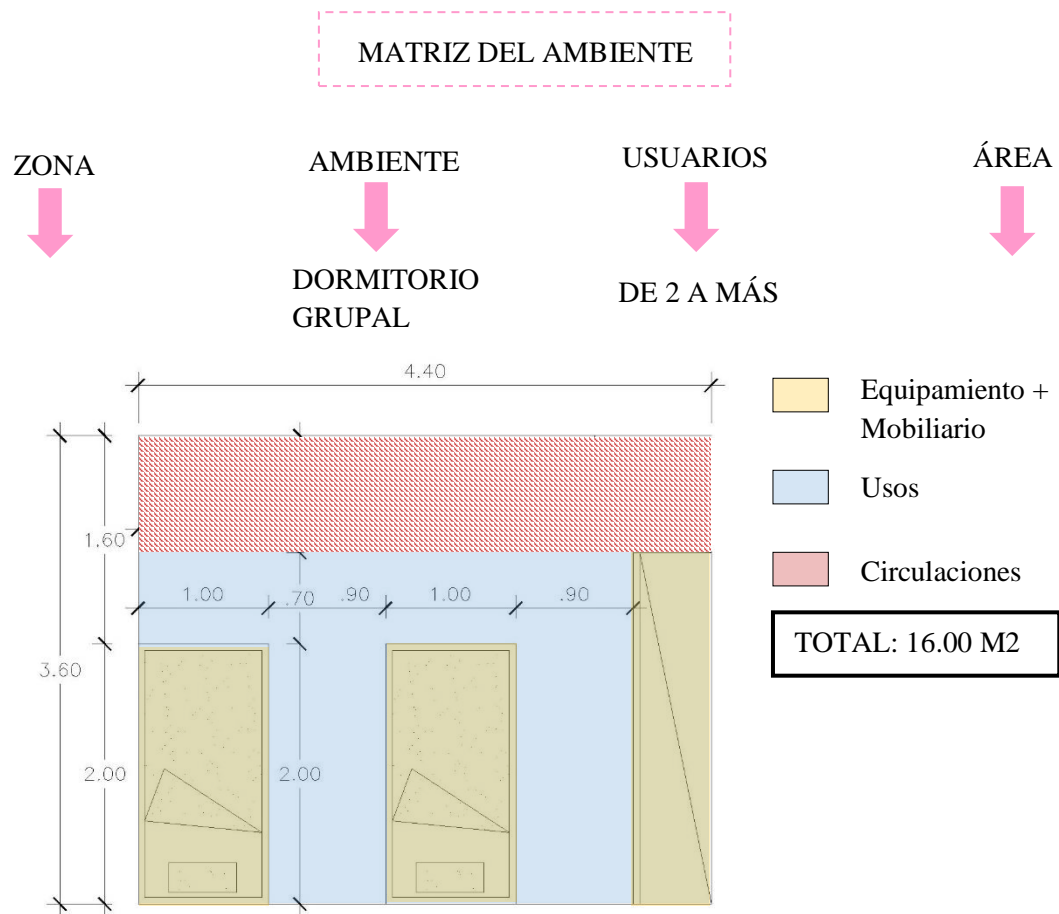 MATRIZ DEL AMBIENTE
ZONA
AMBIENTE
USUARIOS
ÁREA
DORMITORIO
GRUPAL
DE 2 A MÁS
4.40
Equipamiento +
Mobiliario
Usos
1.60
Circulaciones
1.00
.70
.90
1.00
.90
TOTAL: 16.00 M2
3.60
2.00
2.00